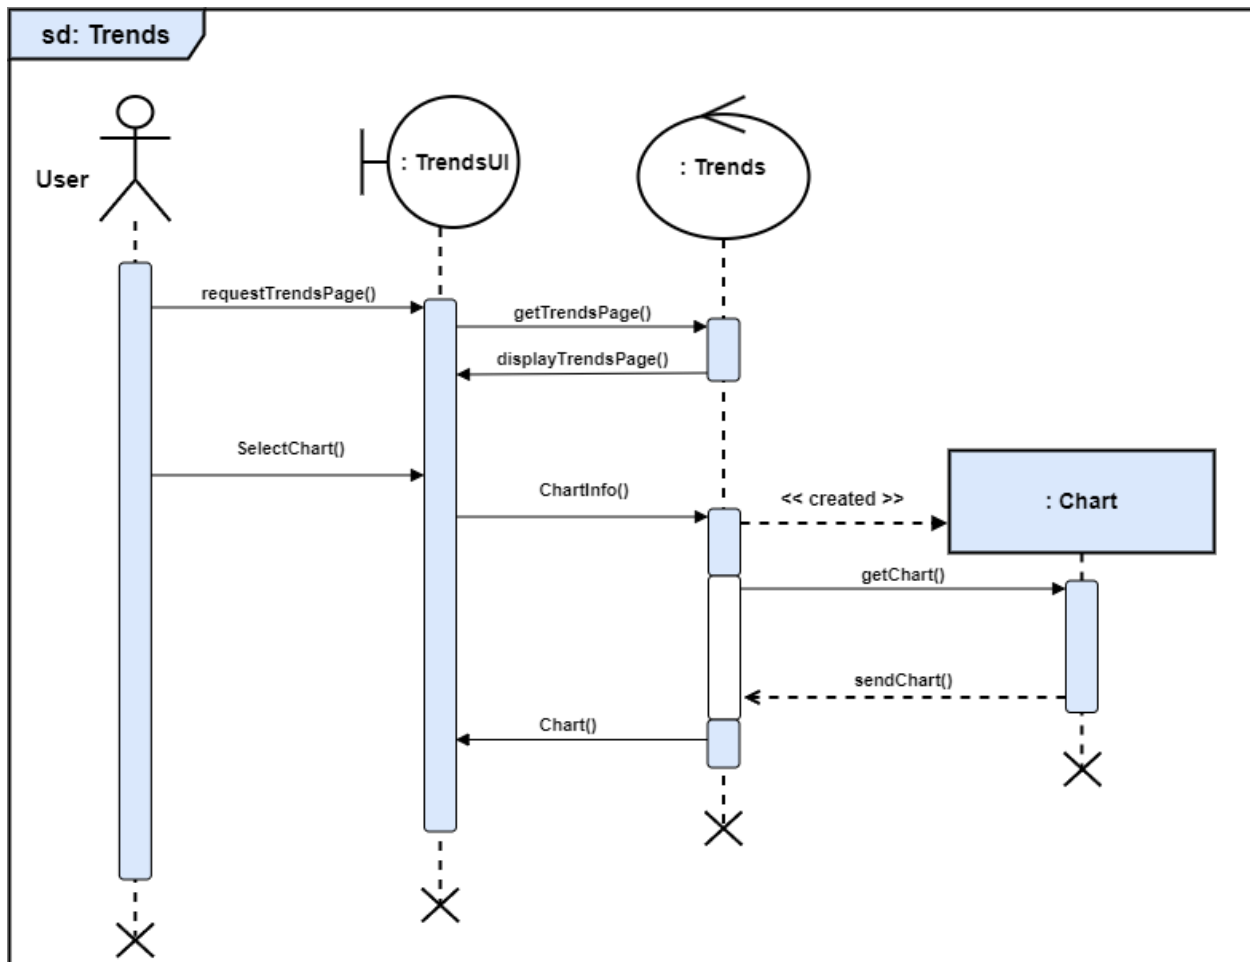 sd: Trends
User
: TrendsUI
: Trends
requestTrendsPage()
getTrendsPage()
displayTrendsPage()
SelectChart()
ChartInfo()
<< created >>
: Chart
getChart()
sendChart()
Chart()